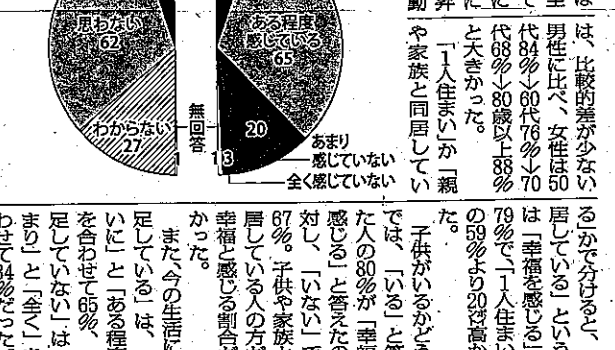 思わない
62
わからない
27
1
無回答
ある程度
感じている
65
20
あまり
感じていない
3
全く感じていない
1
は、比較的差が少ない
男性に比べ、女性は50
代84%→60代76%→70
代68%→80歳以上88%
と大きかった。
「1人住まい」か「親
や家族と同居してい
るかで分けると、
居している」という
は「幸福を感じる」
79%で、「1人住まい
の59%より20㌽高か
た。
子供がいるかどう
では、「いる」と答
た人の80%が「幸福
感じる」と答えたの
対し、「いない」で
67%。子供や家族と
居している人の方が
幸福と感じる割合が
かった。
また、今の生活に
足している」は、
いに」と「ある程度
を合わせて65%、
足していない」は
まり」と「全く」
わせて34%だった